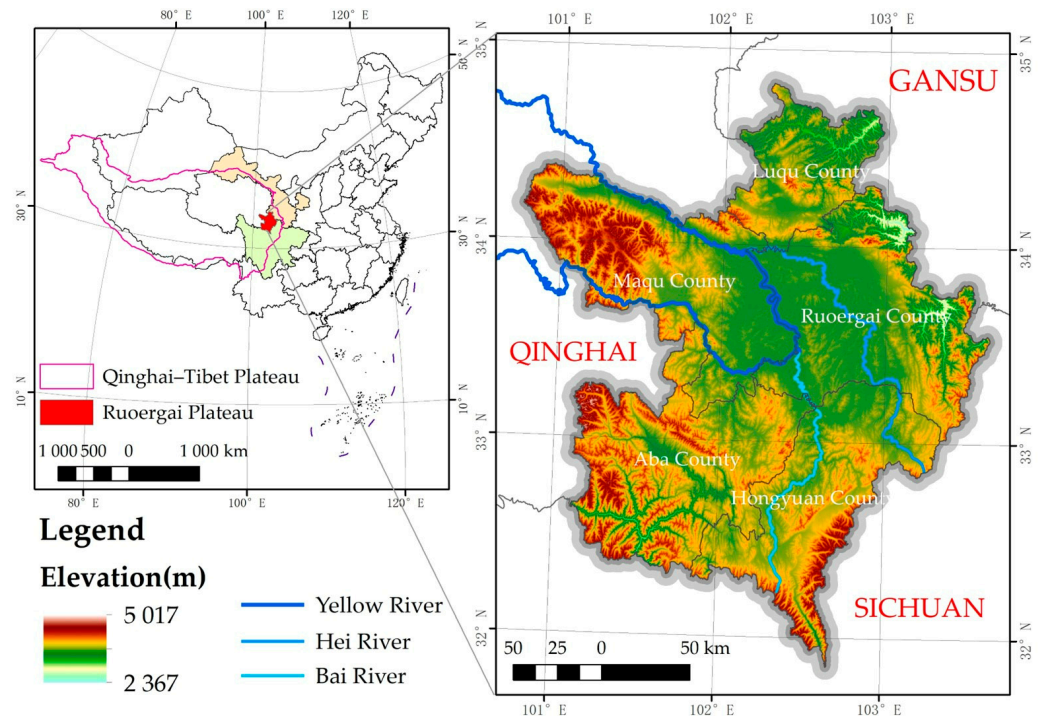 80° E 100° E 120° E
50° N
30° N
30° N
10° N
10° N
Qinghai–Tibet Plateau
Ruoergai Plateau
1 000 500 0 1 000 km
80° E 100° E 120° E
Legend
Elevation(m)
5 017
2 367
Yellow River
Hei River
Bai River
101° E 102° E 103° E
35° N
35° N
GANSU
Luqu County
34° N
34° N
Maqu County
Ruoergai County
QINGHAI
33° N
33° N
Aba County
Hongyuan County
SICHUAN
32° N
32° N
50 25 0 50 km
101° E 102° E 103° E